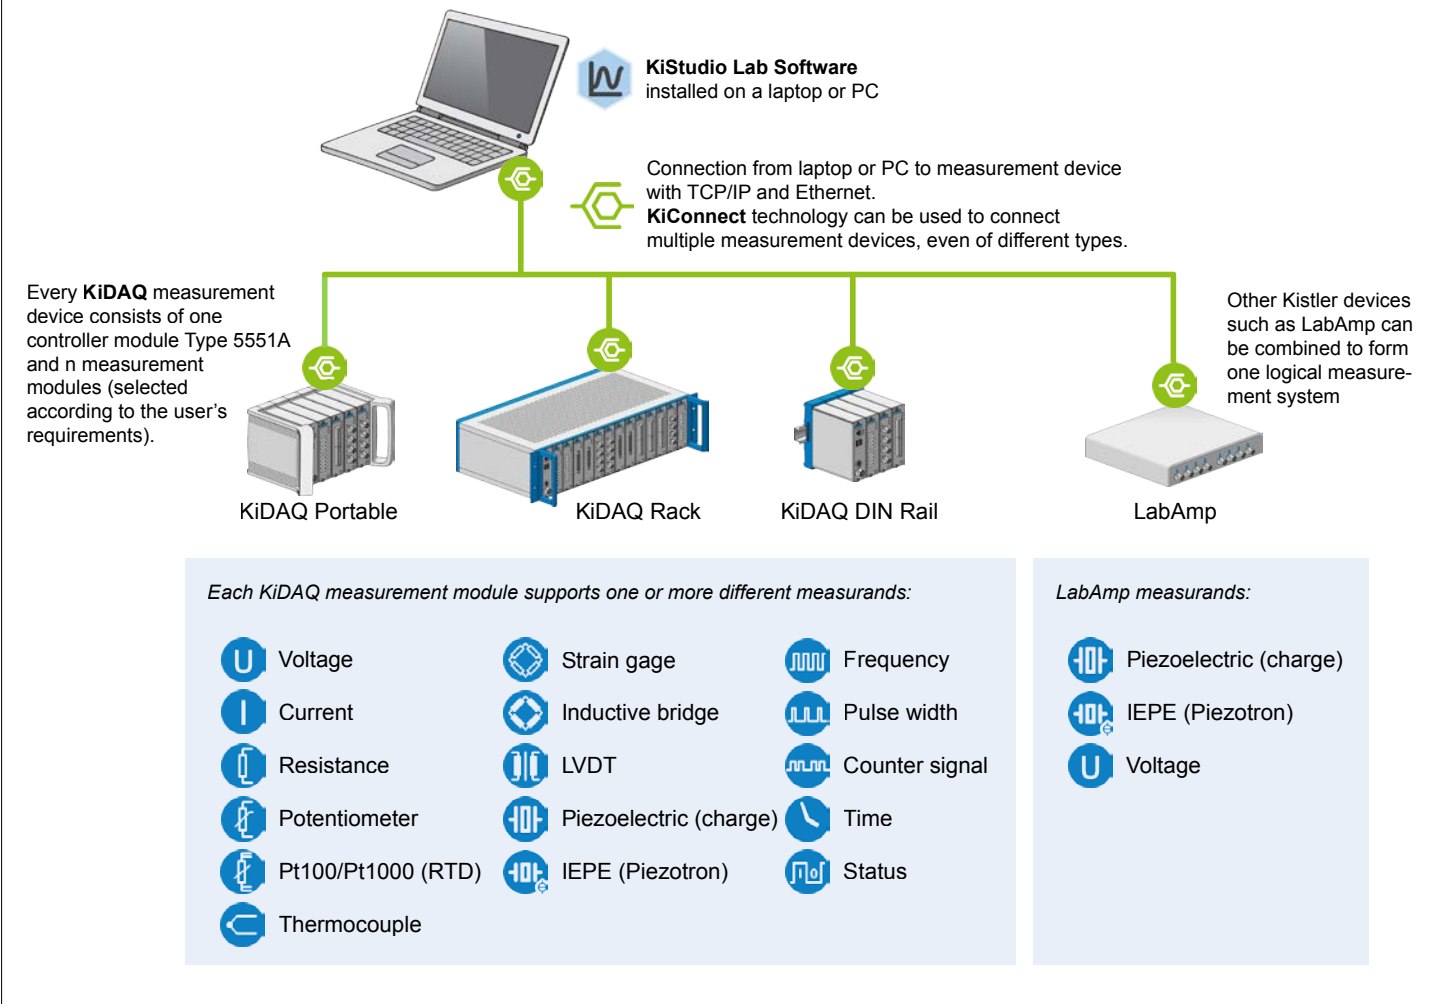 KiStudio Lab Software
installed on a laptop or PC
Connection from laptop or PC to measurement device
with TCP/IP and Ethernet.
KiConnect technology can be used to connect
multiple measurement devices, even of different types.
Every KiDAQ measurement
device consists of one
controller module Type 5551A
and n measurement
modules (selected
according to the user's
requirements).
Other Kistler devices
such as LabAmp can
be combined to form
one logical measure-
ment system
KiDAQ Portable
KiDAQ Rack
KiDAQ DIN Rail
LabAmp
Each KiDAQ measurement module supports one or more different measurands:
U Voltage
Current
Resistance
Potentiometer
Pt100/Pt1000 (RTD)
Thermocouple
Strain gage
Inductive bridge
LVDT
Piezoelectric (charge)
IEPE (Piezotron)
Frequency
Pulse width
Counter signal
Time
Status
LabAmp measurands:
Piezoelectric (charge)
IEPE (Piezotron)
U Voltage